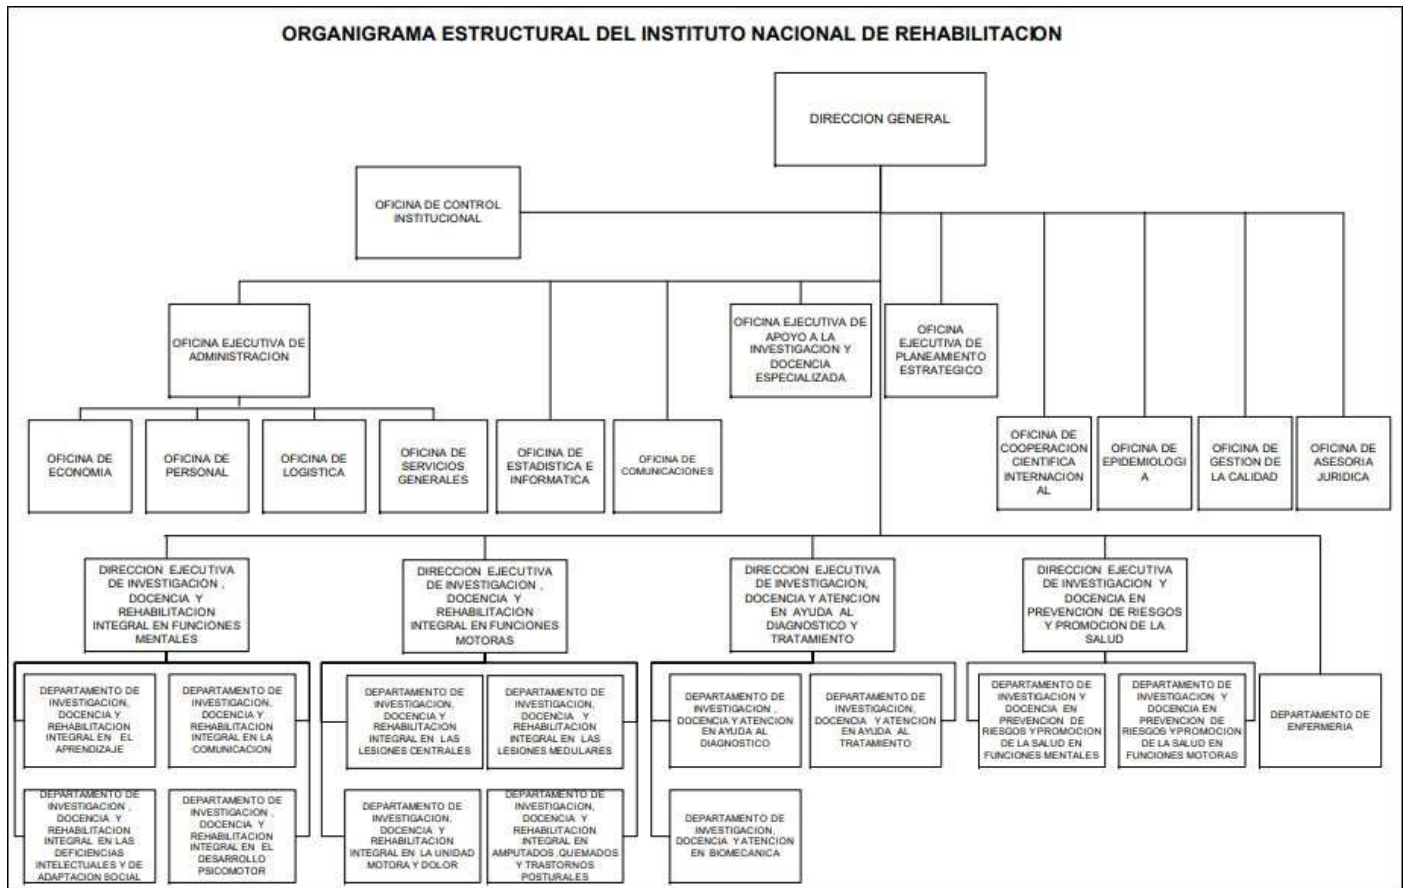 ORGANIGRAMA ESTRUCTURAL DEL INSTITUTO NACIONAL DE REHABILITACION
DIRECCION GENERAL
OFICINA DE CONTROL
INSTITUCIONAL
OFICINA EJECUTIVA DE
ADMINISTRACION
OFICINA EJECUTIVA DE
APOYO A LA
INVESTIGACION Y
DOCENCIA
ESPECIALIZADA
OFICINA
EJECUTIVA DE
PLANEAMIENTO
ESTRATEGICO
OFICINA DE
ECONOMIA
OFICINA DE
PERSONAL
OFICINA DE
LOGISTICA
OFICINA DE
SERVICIOS
GENERALES
OFICINA DE
ESTADISTICA E
INFORMATICA
OFICINA DE
COMUNICACIONES
OFICINA DE
COOPERACION
CIENTIFICA
INTERNACION
AL
OFICINA DE
EPIDEMIOLOGI
A
OFICINA DE
GESTION DE
LA CALIDAD
OFICINA DE
ASESORIA
JURIDICA
DIRECCION EJECUTIVA
DE INVESTIGACION ,
DOCENCIA Y
REHABILITACION
INTEGRAL EN FUNCIONES
MENTALES
DIRECCION EJECUTIVA
DE INVESTIGACION ,
DOCENCIA Y
REHABILITACION
INTEGRAL EN FUNCIONES
MOTORAS
DIRECCION EJECUTIVA
DE INVESTIGACION,
DOCENCIA Y ATENCION
EN AYUDA AL
DIAGNOSTICO Y
TRATAMIENTO
DIRECCION EJECUTIVA
DE INVESTIGACION Y
DOCENCIA EN
PREVENCION DE RIESGOS
Y PROMOCION DE LA
SALUD
DEPARTAMENTO DE
INVESTIGACION,
DOCENCIA Y
REHABILITACION
INTEGRAL EN EL
APRENDIZAJE
DEPARTAMENTO DE
INVESTIGACION,
DOCENCIA Y
REHABILITACION
INTEGRAL EN LA
COMUNICACION
DEPARTAMENTO DE
INVESTIGACION,
DOCENCIA Y
REHABILITACION
INTEGRAL EN LAS
LESIONES CENTRALES
DEPARTAMENTO DE
INVESTIGACION,
DOCENCIA Y
REHABILITACION
INTEGRAL EN LAS
LESIONES MEDULARES
DEPARTAMENTO DE
INVESTIGACION
, DOCENCIA Y ATENCION
EN AYUDA AL
DIAGNOSTICO
DEPARTAMENTO DE
INVESTIGACION,
DOCENCIA Y ATENCION
EN AYUDA AL
TRATAMIENTO
DEPARTAMENTO DE
INVESTIGACION Y
DOCENCIA EN
PREVENCION DE
RIESGOS Y PROMOCION
DE LA SALUD EN
FUNCIONES MENTALES
DEPARTAMENTO DE
INVESTIGACION Y
DOCENCIA EN
PREVENCION DE
RIESGOS Y PROMOCION
DE LA SALUD EN
FUNCIONES MOTORAS
DEPARTAMENTO DE
ENFERMERIA
DEPARTAMENTO DE
INVESTIGACION ,
DOCENCIA Y
REHABILITACION
INTEGRAL EN LAS
DEFICIENCIAS
INTELECTUALES Y DE
ADAPTACION SOCIAL
DEPARTAMENTO DE
INVESTIGACION ,
DOCENCIA Y
REHABILITACION
INTEGRAL EN EL
DESARROLLO
PSICOMOTOR
DEPARTAMENTO DE
INVESTIGACION,
DOCENCIA Y
REHABILITACION
INTEGRAL EN LA UNIDAD
MOTORA Y DOLOR
DEPARTAMENTO DE
INVESTIGACION,
DOCENCIA Y
REHABILITACION
INTEGRAL EN
AMPUTADOS, QUEMADOS
Y TRASTORNOS
POSTURALES
DEPARTAMENTO DE
INVESTIGACION,
DOCENCIA Y ATENCION
EN BIOMECANICA